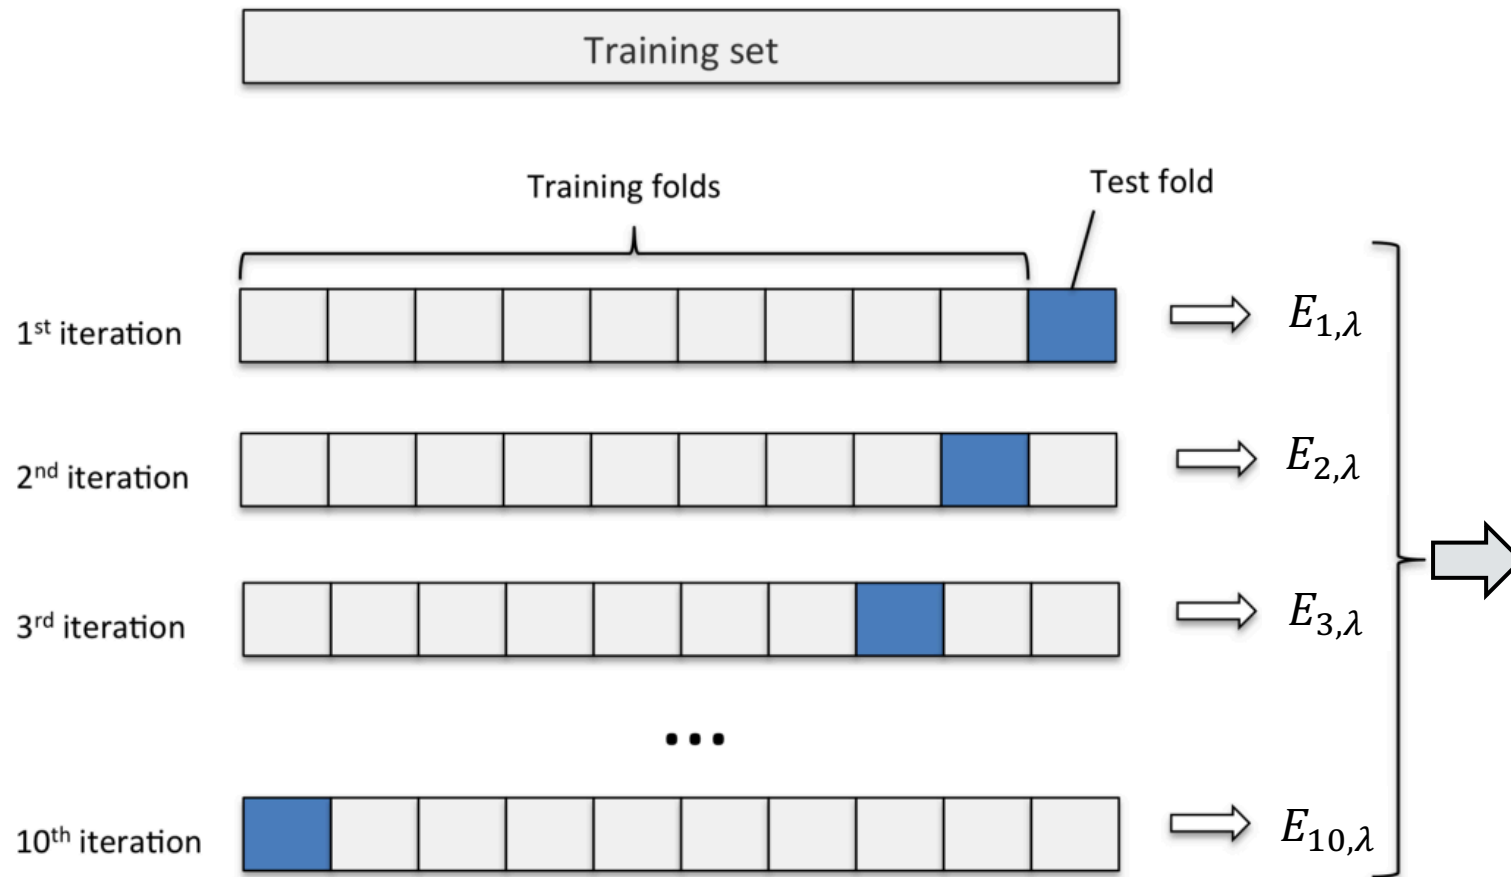 Training set
Training folds
Test fold
1st iteration
E1,λ
2nd iteration
E2,λ
3rd iteration
E3,λ
...
10th iteration
E10,λ